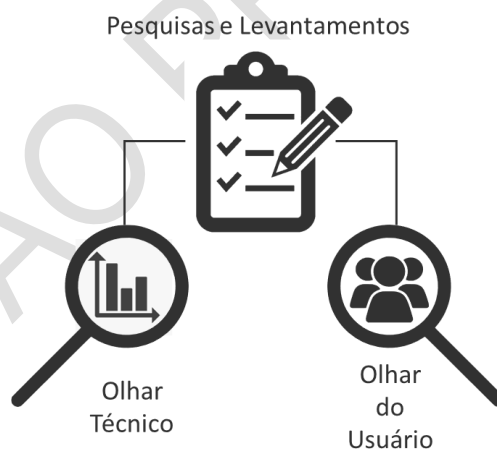 Pesquisas e Levantamentos
Olhar
Técnico
Olhar
do
Usuário